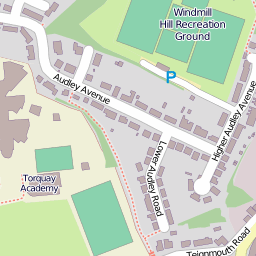 Windmill
Hill Recreation
Ground
P
Audley Avenue
Higher Audley Avenue
Lower Audley Road
Torquay
Academy
Teignmouth Road